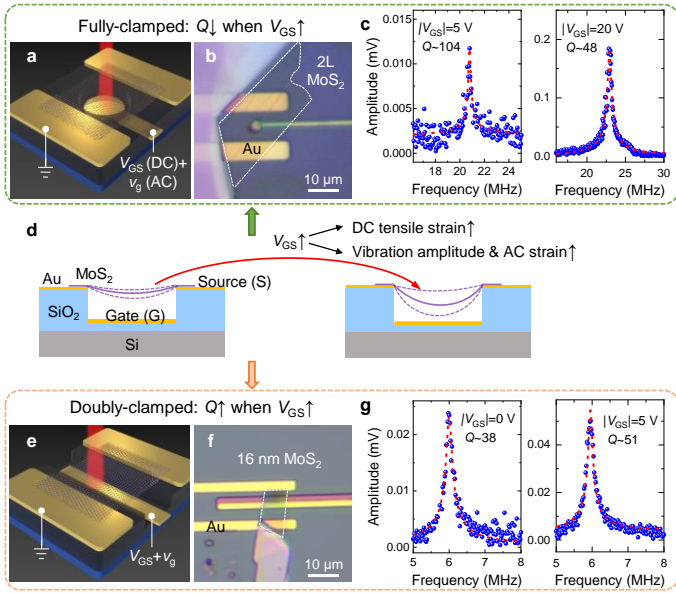 Fully-clamped: Q↓ when V_GS↑
a
V_GS (DC)+
v_g (AC)
b
2L
MoS₂
Au
10 μm
c
|V_GS|=5 V
Q~104
Amplitude (mV)
0.015
0.010
0.005
0.000
18 21 24
Frequency (MHz)
|V_GS|=20 V
Q~48
0.2
0.1
0.0
20 25 30
Frequency (MHz)
d
V_GS↑
DC tensile strain↑
Vibration amplitude & AC strain↑
Au
MoS₂
Source (S)
SiO₂
Gate (G)
Si
Doubly-clamped: Q↑ when V_GS↑
e
V_GS+v_g
f
16 nm MoS₂
Au
10 μm
g
|V_GS|=0 V
Q~38
Amplitude (mV)
0.02
0.01
0.00
5 6 7 8
Frequency (MHz)
|V_GS|=5 V
Q~51
0.04
0.02
0.00
5 6 7 8
Frequency (MHz)